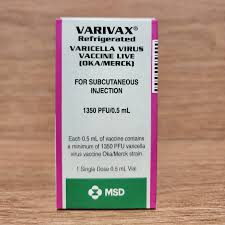 VARIVAX®
Refrigerated
VARICELLA VIRUS
VACCINE LIVE
(OKA/MERCK)
FOR SUBCUTANEOUS
INJECTION
1350 PFU/0.5 mL
Each 0.5 mL of vaccine contains
a minimum of 1350 PFU varicella
virus vaccine Oka/Merck strain.
1 Single Dose 0.5 mL Vial
MSD